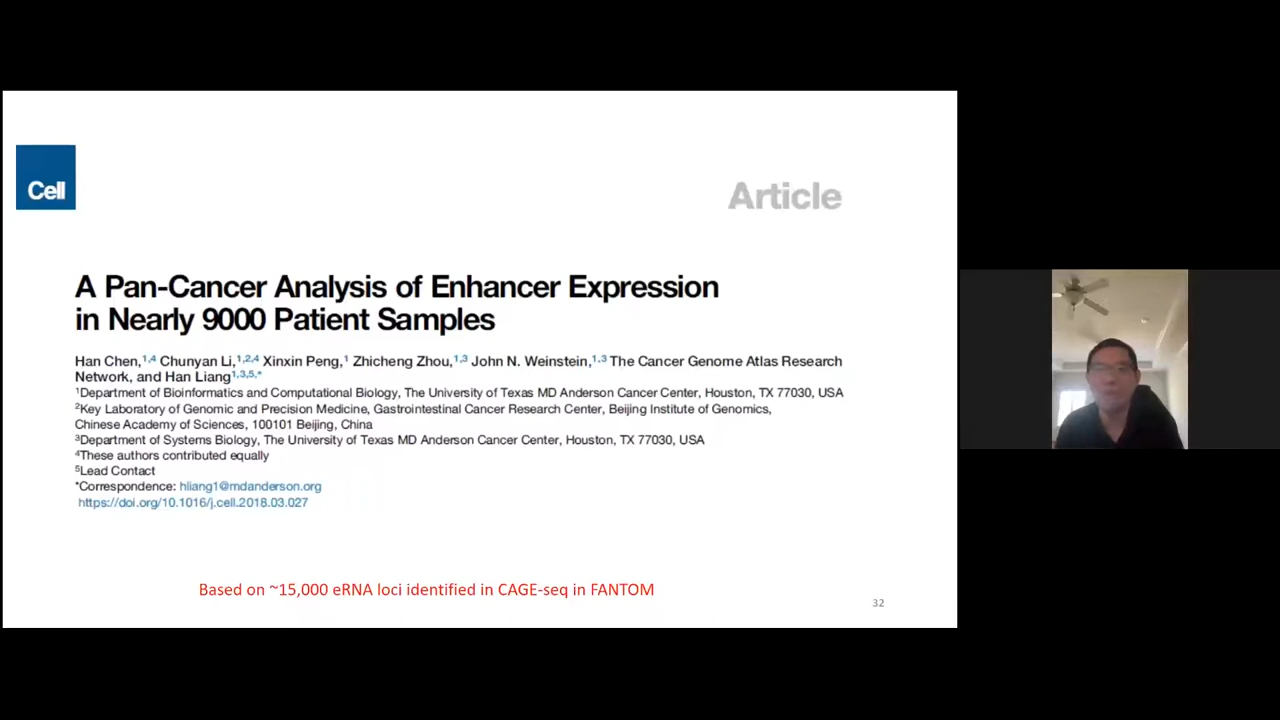 Cell
Article
A Pan-Cancer Analysis of Enhancer Expression
in Nearly 9000 Patient Samples
Han Chen,1,4 Chunyan Li,1,2,4 Xinxin Peng,1 Zhicheng Zhou,1,3 John N. Weinstein,1,3 The Cancer Genome Atlas Research
Network, and Han Liang1,3,5,*
1Department of Bioinformatics and Computational Biology, The University of Texas MD Anderson Cancer Center, Houston, TX 77030, USA
2Key Laboratory of Genomic and Precision Medicine, Gastrointestinal Cancer Research Center, Beijing Institute of Genomics,
Chinese Academy of Sciences, 100101 Beijing, China
3Department of Systems Biology, The University of Texas MD Anderson Cancer Center, Houston, TX 77030, USA
4These authors contributed equally
5Lead Contact
*Correspondence: hliang1@mdanderson.org
https://doi.org/10.1016/j.cell.2018.03.027
Based on ~15,000 eRNA loci identified in CAGE-seq in FANTOM
32